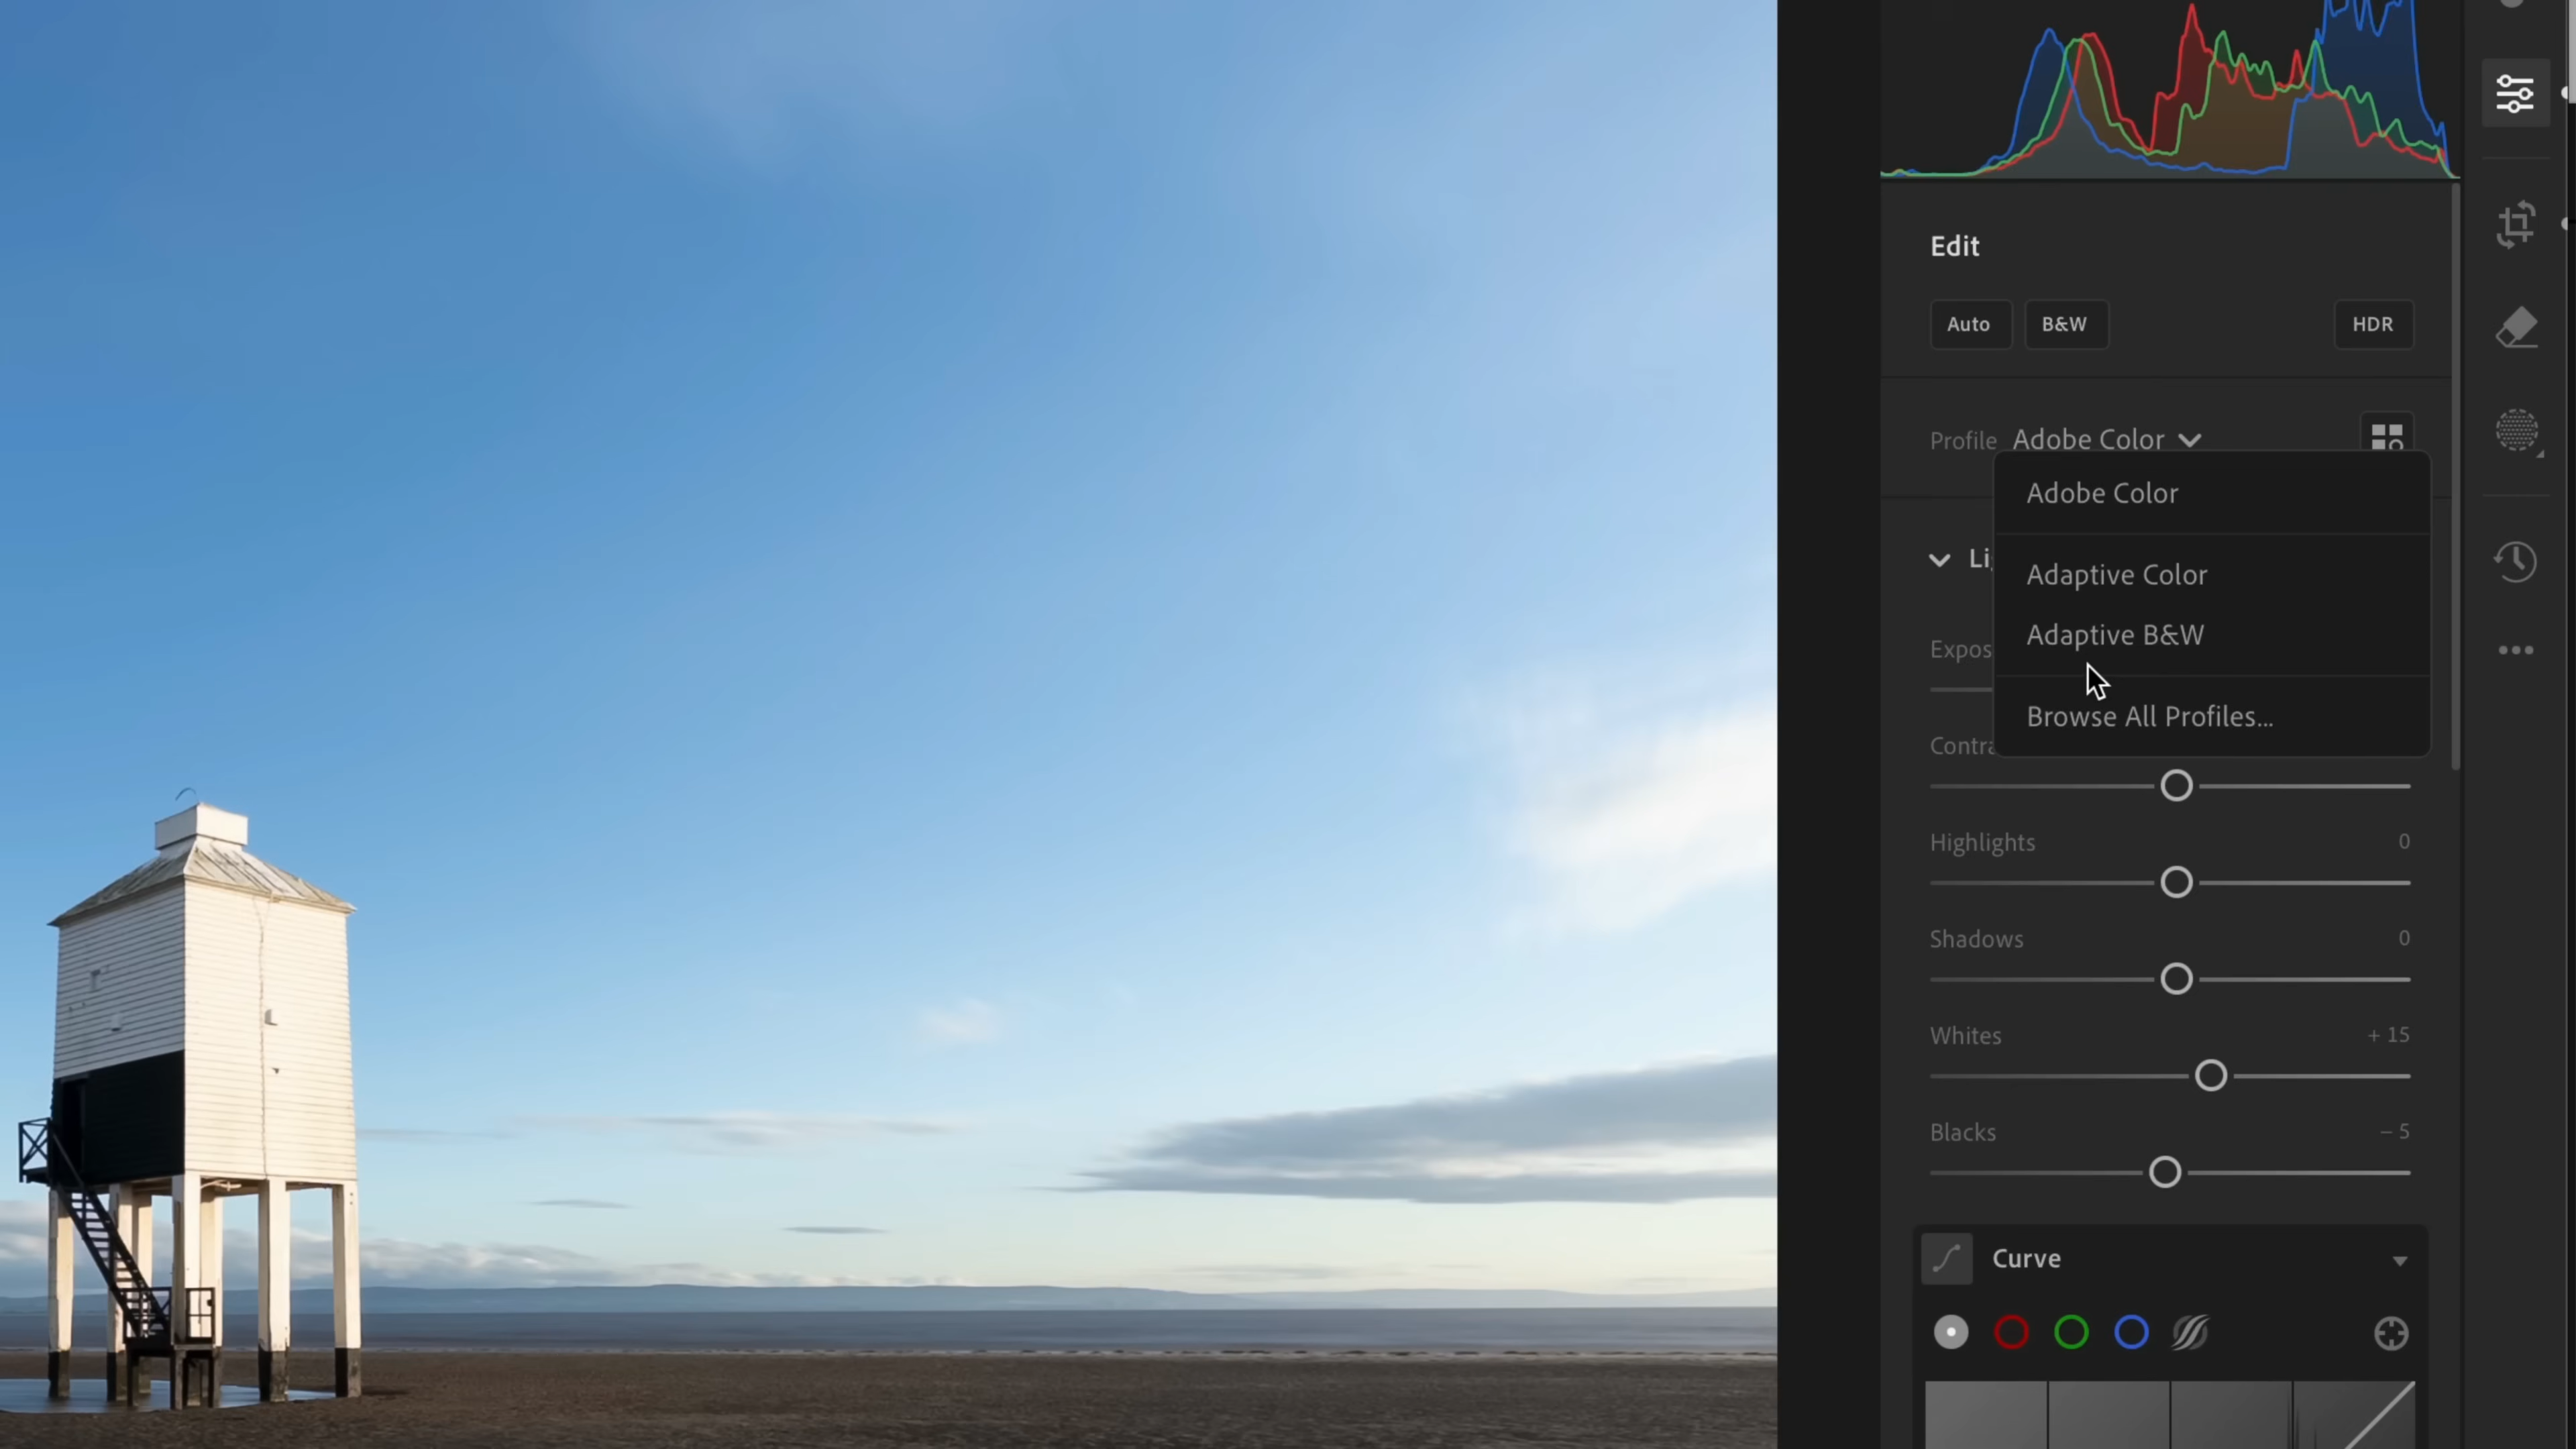 Edit
Auto B&W HDR
Profile Adobe Color
Adobe Color
Li
Adaptive Color
Adaptive B&W
Expos
Browse All Profiles...
Contra
Highlights 0
Shadows 0
Whites + 15
Blacks – 5
Curve